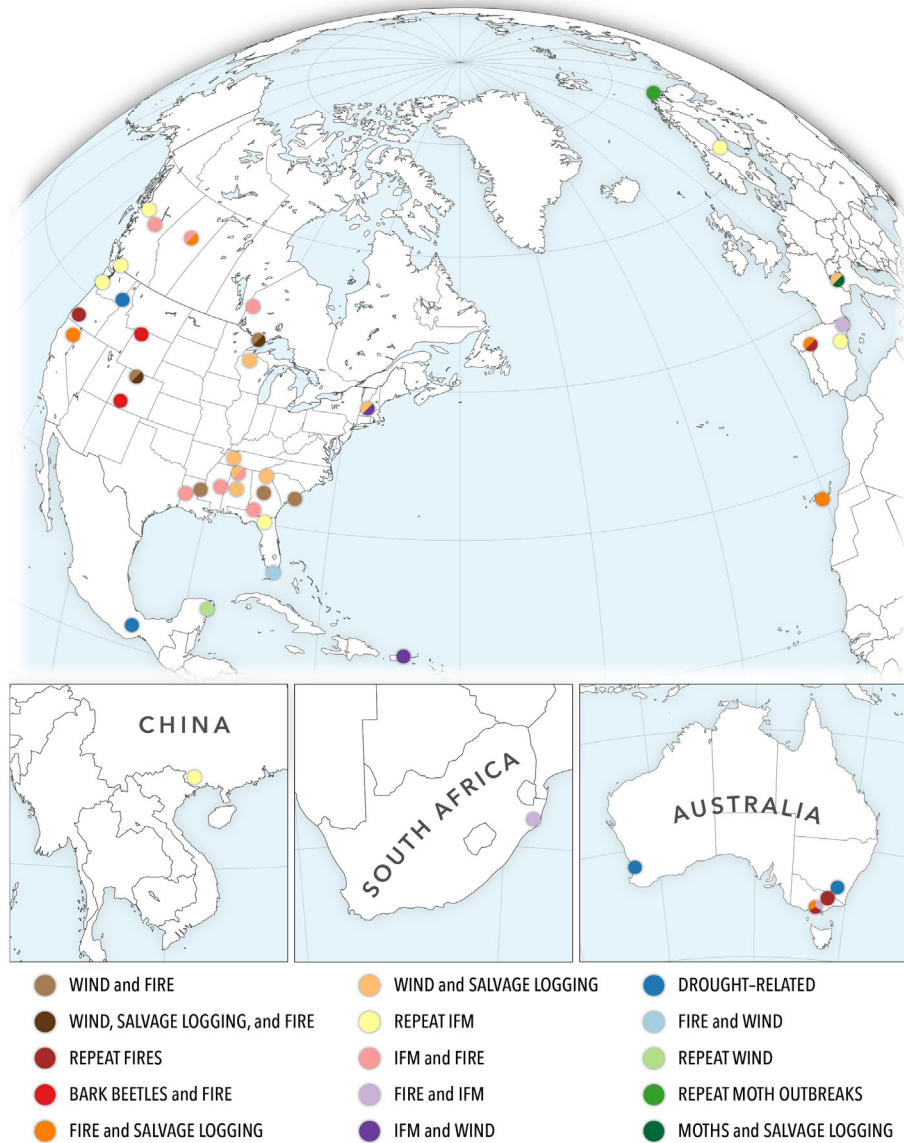 CHINA
SOUTH AFRICA
AUSTRALIA
WIND and FIRE
WIND, SALVAGE LOGGING, and FIRE
REPEAT FIRES
BARK BEETLES and FIRE
FIRE and SALVAGE LOGGING
WIND and SALVAGE LOGGING
REPEAT IFM
IFM and FIRE
FIRE and IFM
IFM and WIND
DROUGHT–RELATED
FIRE and WIND
REPEAT WIND
REPEAT MOTH OUTBREAKS
MOTHS and SALVAGE LOGGING